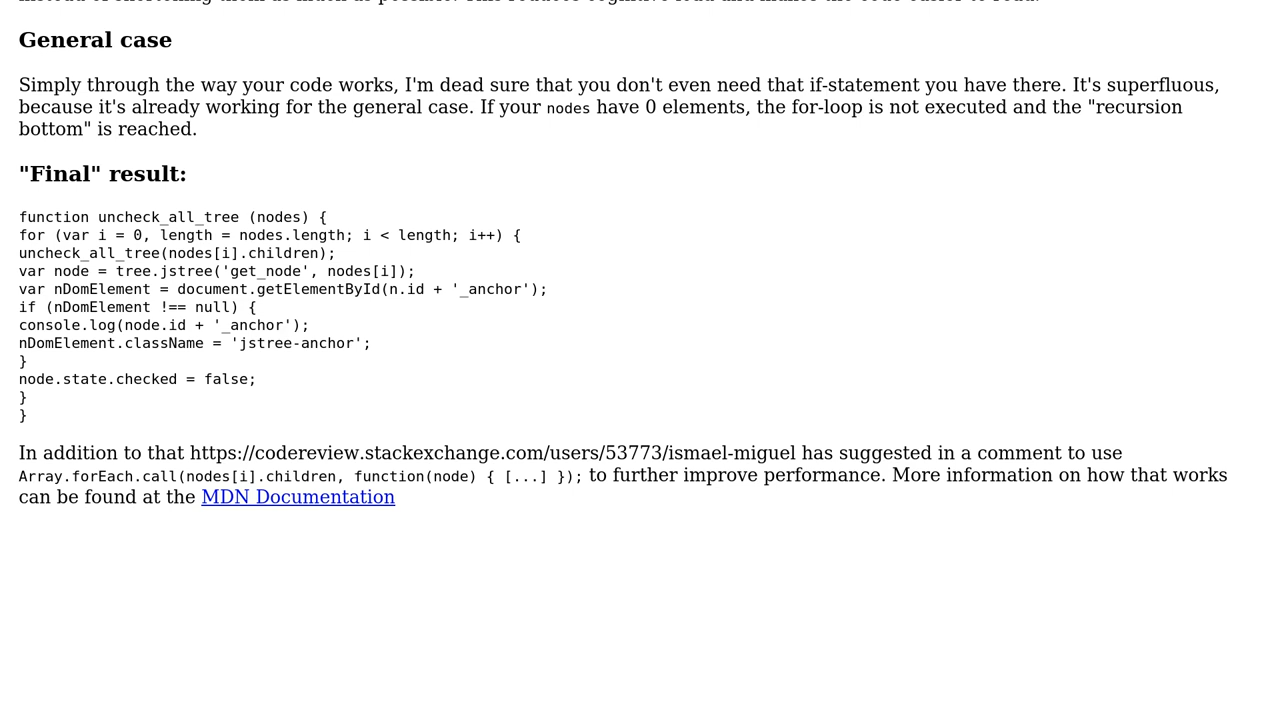 General case
Simply through the way your code works, I'm dead sure that you don't even need that if-statement you have there. It's superfluous,
because it's already working for the general case. If your nodes have 0 elements, the for-loop is not executed and the "recursion
bottom" is reached.
"Final" result:
function uncheck_all_tree (nodes) {
for (var i = 0, length = nodes.length; i < length; i++) {
uncheck_all_tree(nodes[i].children);
var node = tree.jstree('get_node', nodes[i]);
var nDomElement = document.getElementById(n.id + '_anchor');
if (nDomElement !== null) {
console.log(node.id + '_anchor');
nDomElement.className = 'jstree-anchor';
}
node.state.checked = false;
}
}
In addition to that https://codereview.stackexchange.com/users/53773/ismael-miguel has suggested in a comment to use
Array.forEach.call(nodes[i].children, function(node) { [...] }); to further improve performance. More information on how that works
can be found at the MDN Documentation